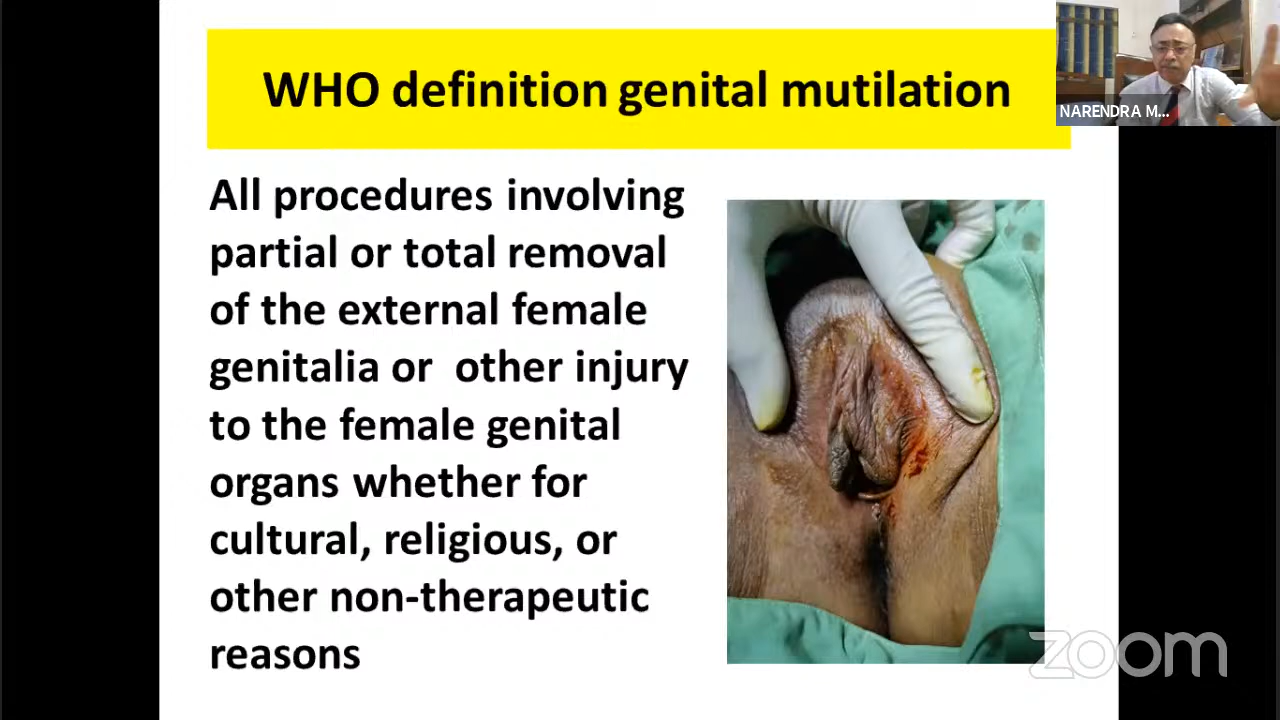 WHO definition genital mutilation
NARENDRA M...
All procedures involving
partial or total removal
of the external female
genitalia or other injury
to the female genital
organs whether for
cultural, religious, or
other non-therapeutic
reasons
zoom